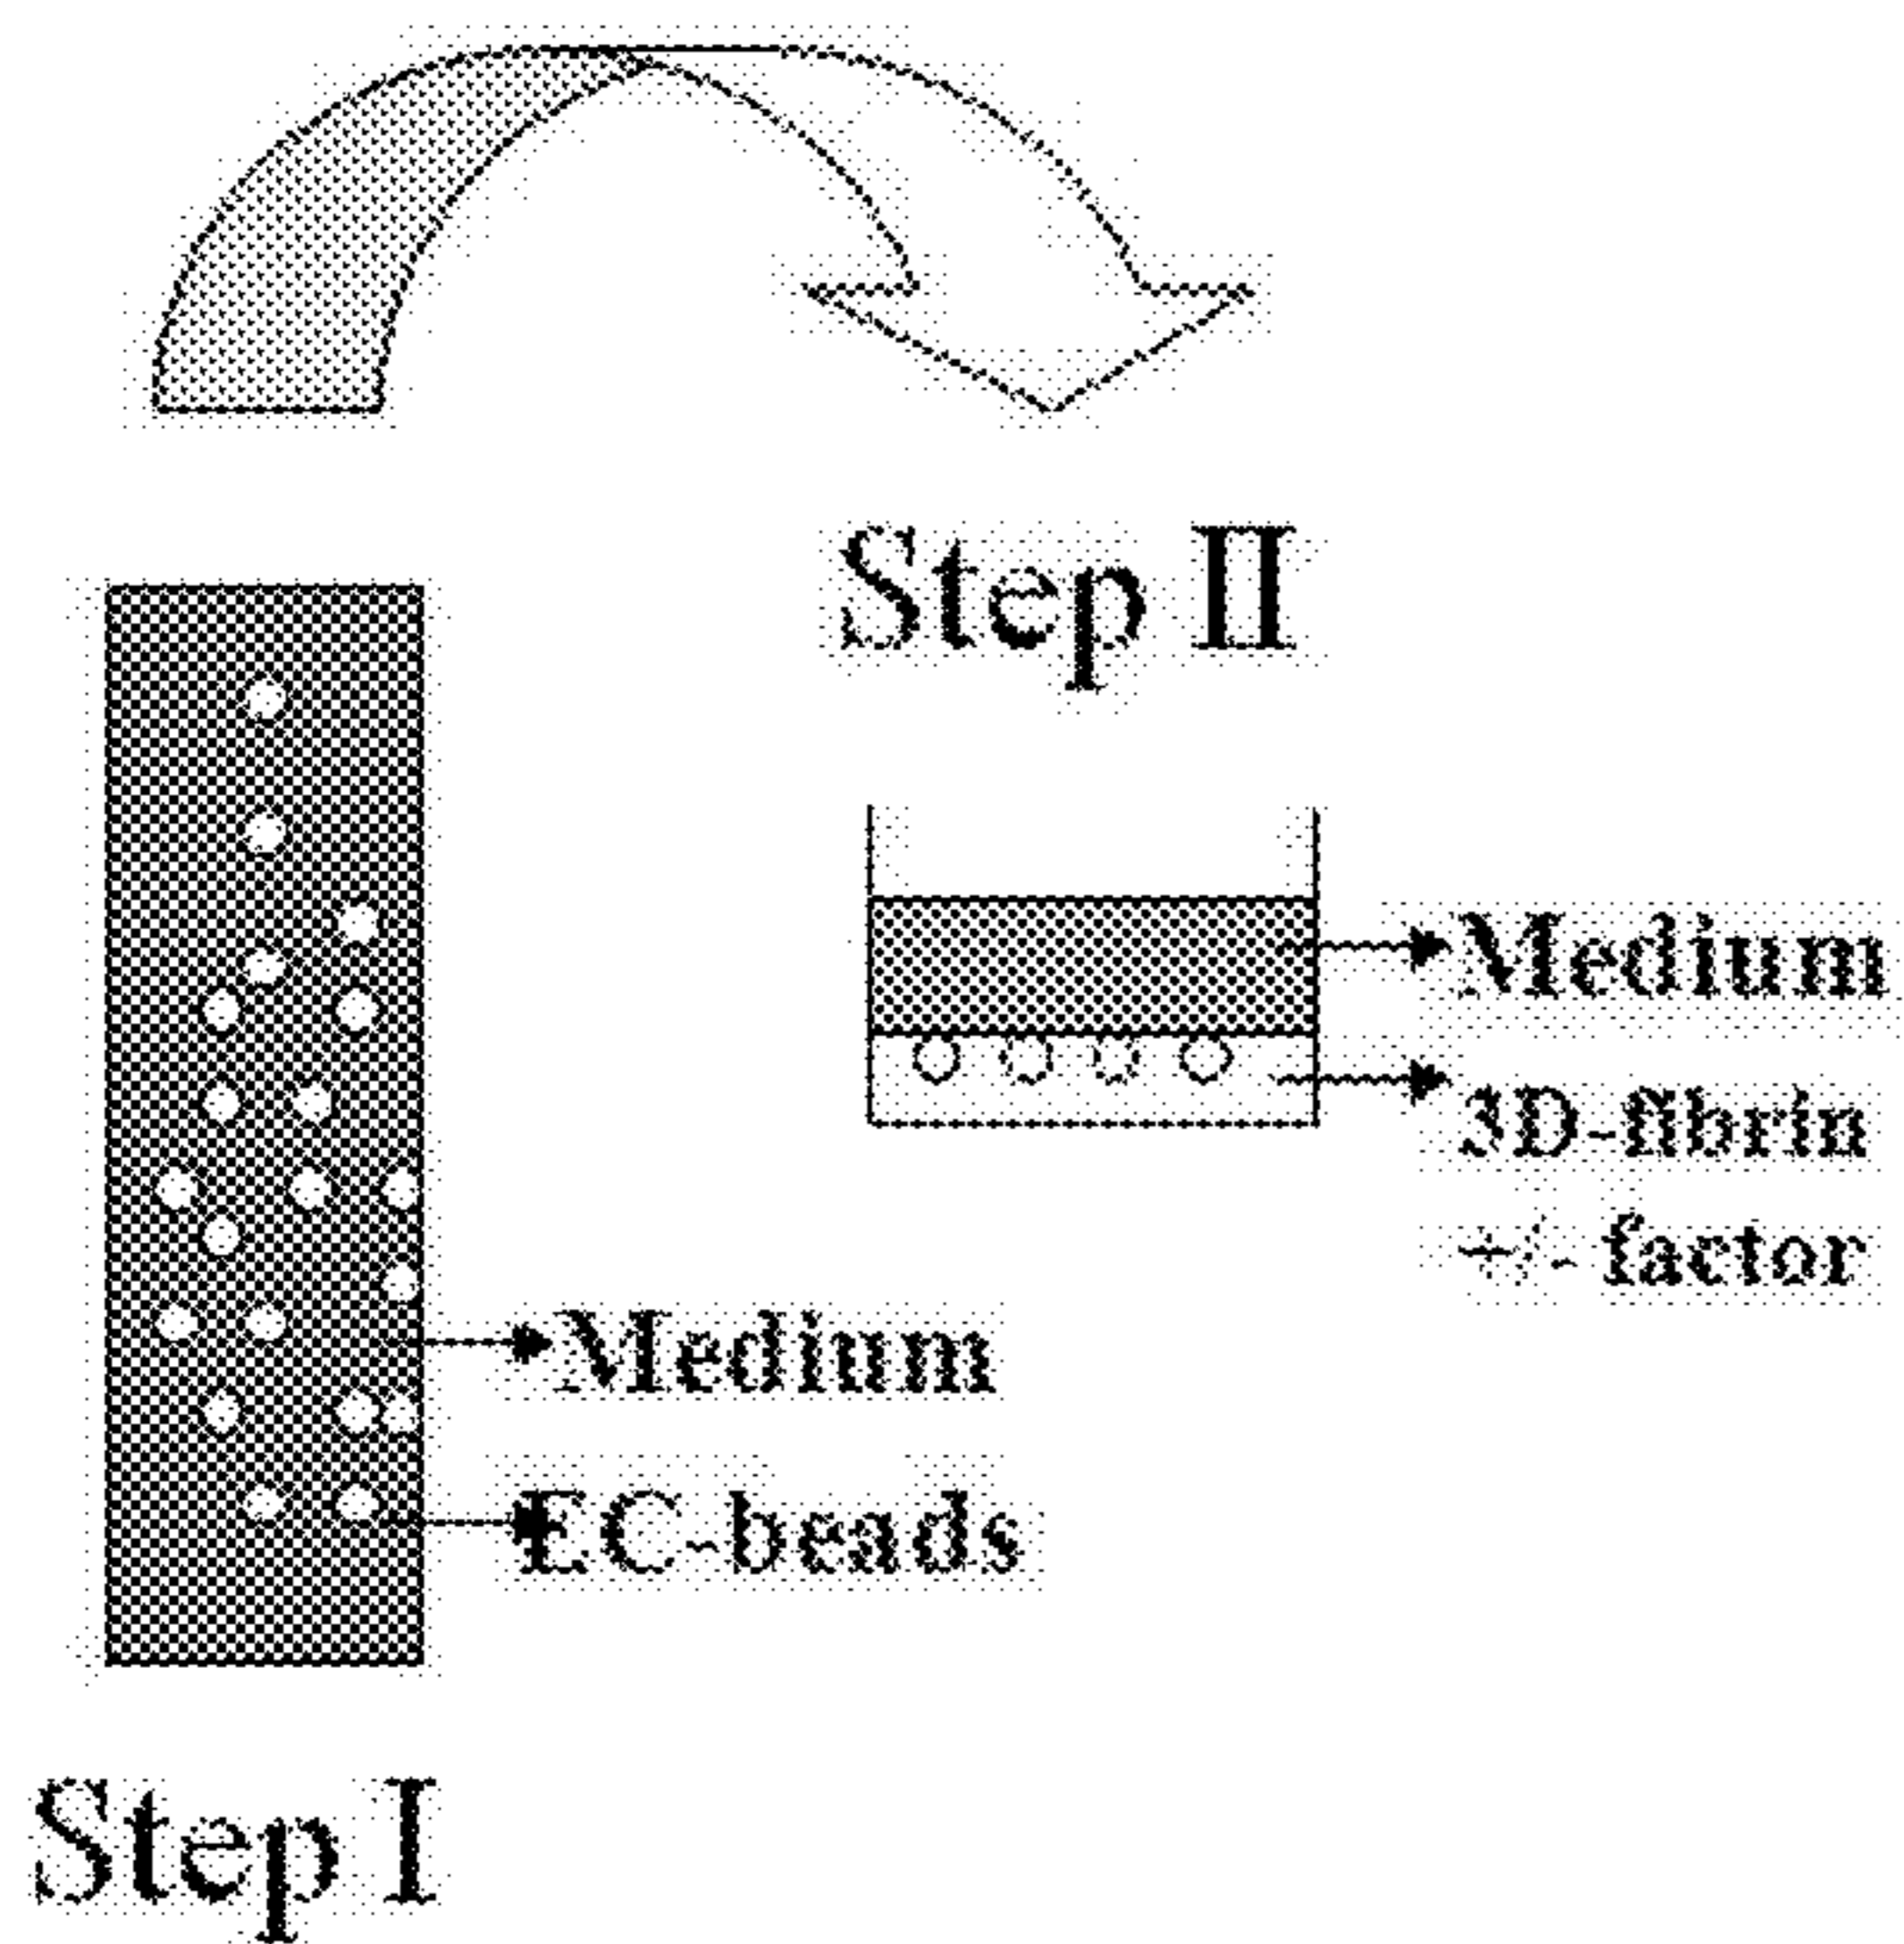 Step II
Medium
3D-fibrin
+/- factor
Medium
EC-beads
Step I